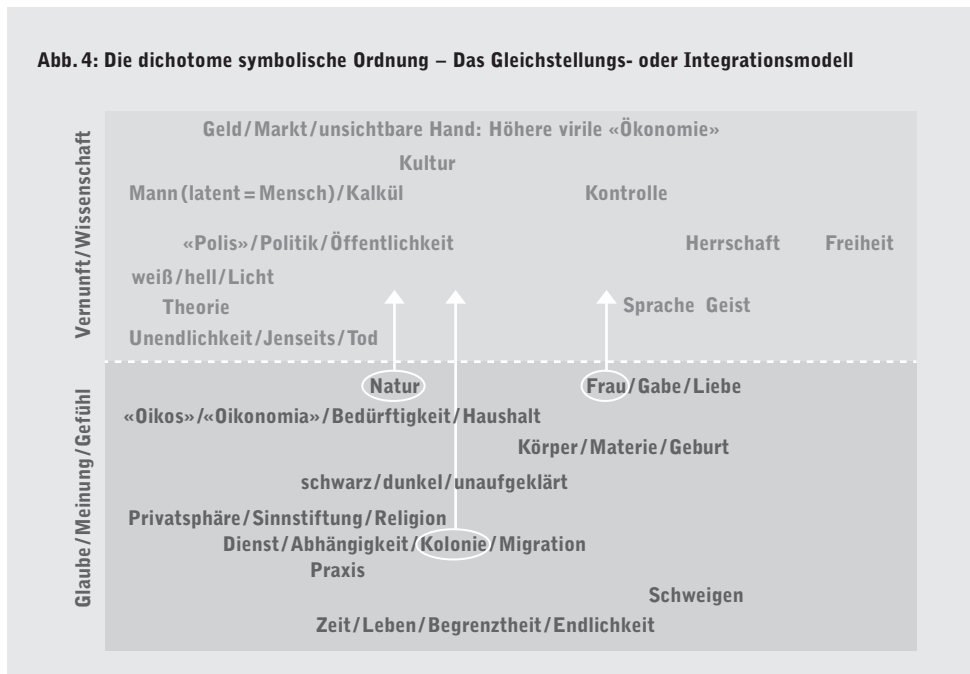 Abb. 4: Die dichotome symbolische Ordnung – Das Gleichstellungs- oder Integrationsmodell
Vernunft/Wissenschaft
Geld/Markt/unsichtbare Hand: Höhere virile «Ökonomie»
Kultur
Mann (latent = Mensch)/Kalkül
Kontrolle
«Polis»/Politik/Öffentlichkeit
Herrschaft
Freiheit
weiß/hell/Licht
Theorie
Sprache Geist
Unendlichkeit/Jenseits/Tod
Glaube/Meinung/Gefühl
Natur
Frau/Gabe/Liebe
«Oikos»/«Oikonomia»/Bedürftigkeit/Haushalt
Körper/Materie/Geburt
schwarz/dunkel/unaufgeklärt
Privatsphäre/Sinnstiftung/Religion
Dienst/Abhängigkeit/Kolonie/Migration
Praxis
Schweigen
Zeit/Leben/Begrenztheit/Endlichkeit